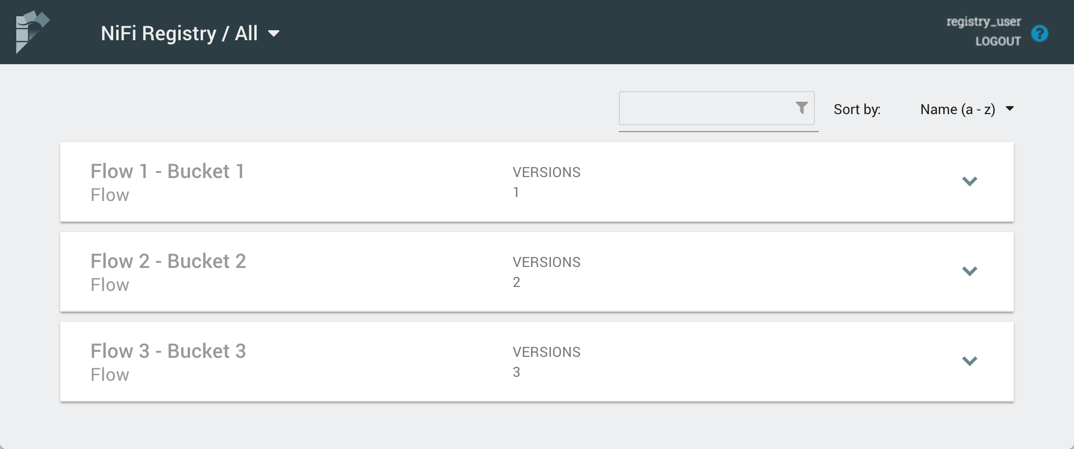 NiFi Registry / All
registry_user
LOGOUT
?
Sort by:
Name (a - z)
Flow 1 - Bucket 1
Flow
VERSIONS
1
Flow 2 - Bucket 2
Flow
VERSIONS
2
Flow 3 - Bucket 3
Flow
VERSIONS
3